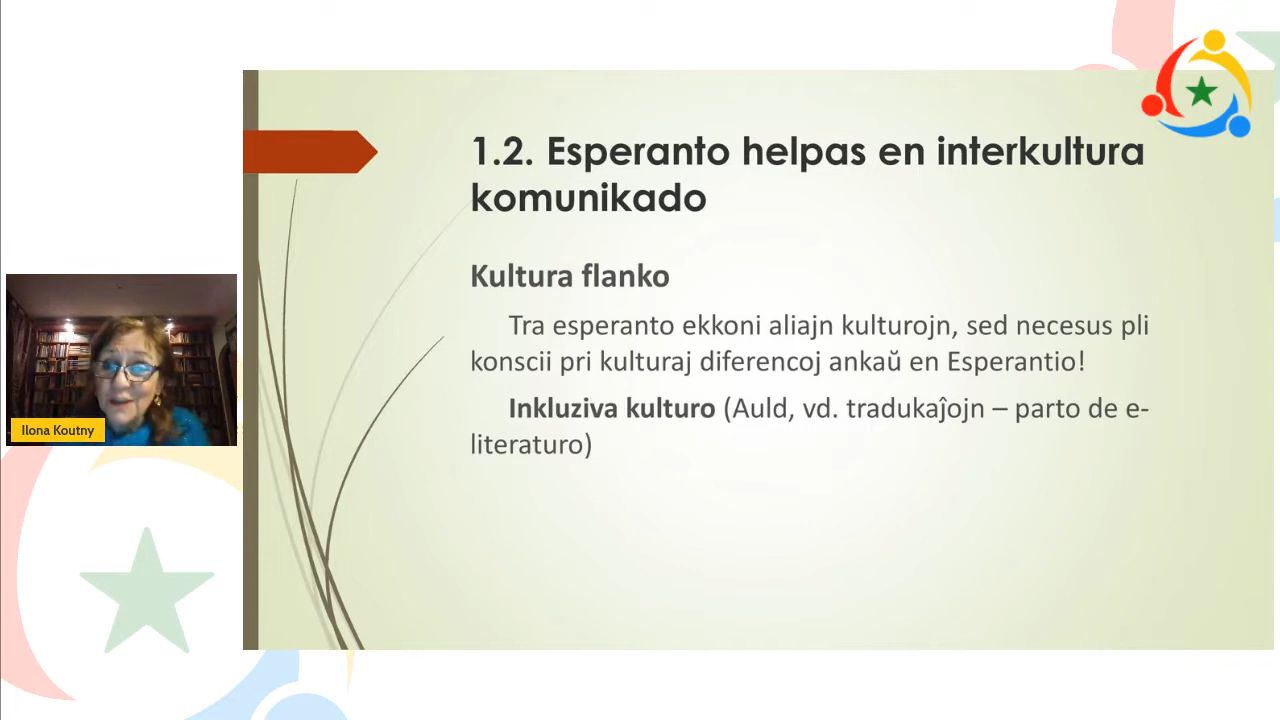 1.2. Esperanto helpas en interkultura
komunikado
Kultura flanko
Tra esperanto ekkoni aliajn kulturojn, sed necesus pli
konscii pri kulturaj diferencoj ankaŭ en Esperantio!
Inkluziva kulturo (Auld, vd. tradukaĵojn – parto de e-
literaturo)
Ilona Koutny